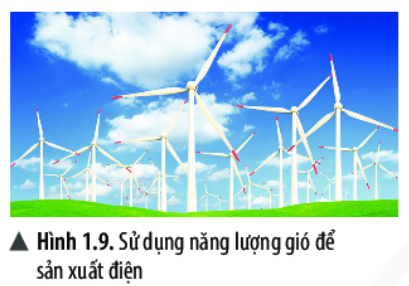 ▲ Hình 1.9. Sử dụng năng lượng gió để
sản xuất điện